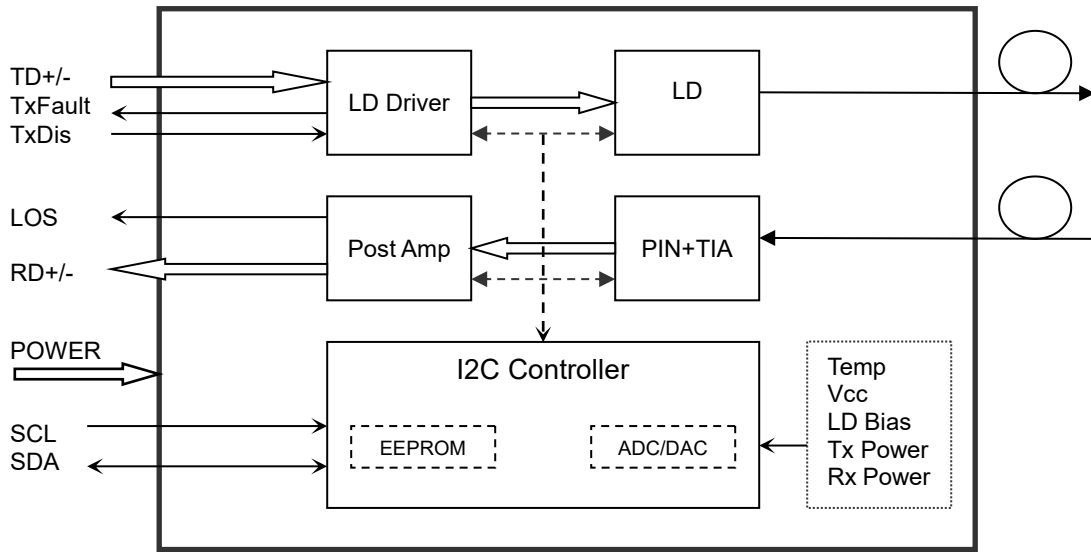 TD+/-
TxFault
TxDis
LD Driver
LD
LOS
RD+/-
Post Amp
PIN+TIA
POWER
SCL
SDA
I2C Controller
EEPROM
ADC/DAC
Temp
Vcc
LD Bias
Tx Power
Rx Power